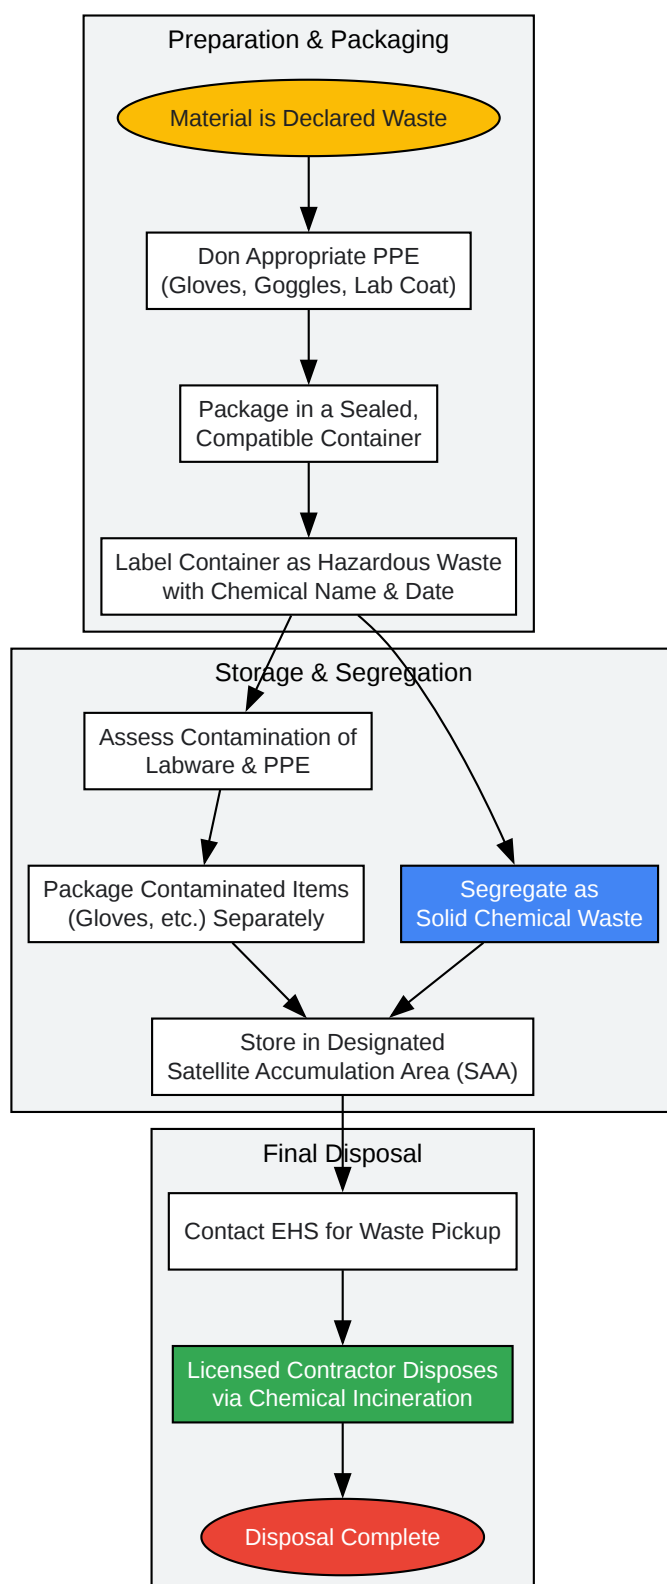 Preparation & Packaging
Material is Declared Waste
Don Appropriate PPE
(Gloves, Goggles, Lab Coat)
Package in a Sealed,
Compatible Container
Label Container as Hazardous Waste
with Chemical Name & Date
Storage & Segregation
Assess Contamination of
Labware & PPE
Package Contaminated Items
(Gloves, etc.) Separately
Segregate as
Solid Chemical Waste
Store in Designated
Satellite Accumulation Area (SAA)
Final Disposal
Contact EHS for Waste Pickup
Licensed Contractor Disposes
via Chemical Incineration
Disposal Complete